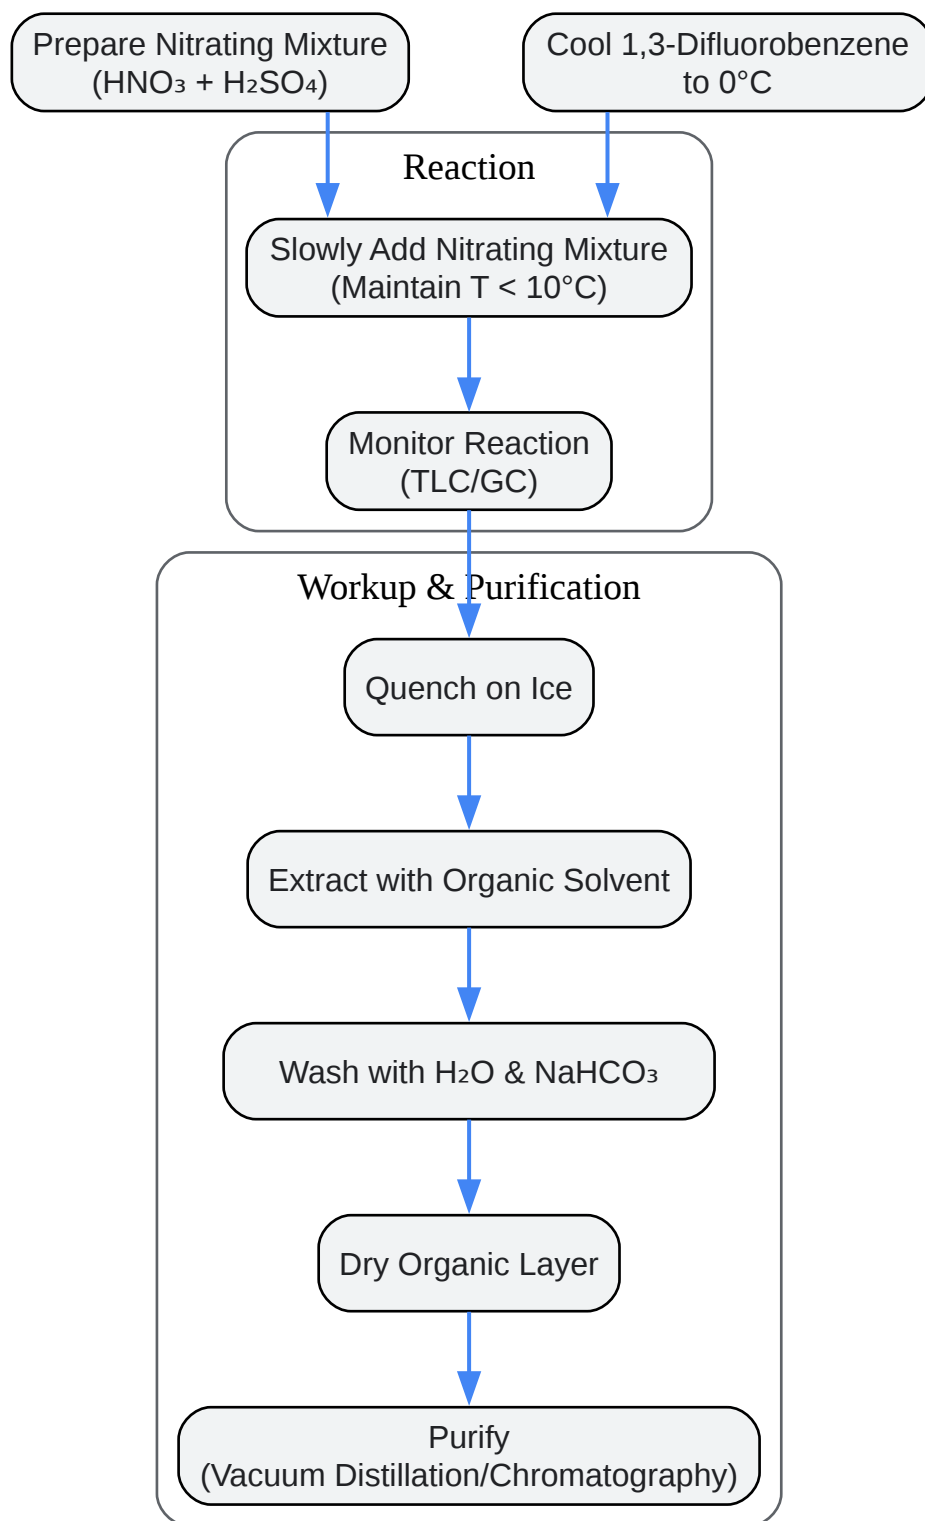 Prepare Nitrating Mixture
(HNO₃ + H₂SO₄)
Cool 1,3-Difluorobenzene
to 0°C
Reaction
Slowly Add Nitrating Mixture
(Maintain T < 10°C)
Monitor Reaction
(TLC/GC)
Workup & Purification
Quench on Ice
Extract with Organic Solvent
Wash with H₂O & NaHCO₃
Dry Organic Layer
Purify
(Vacuum Distillation/Chromatography)